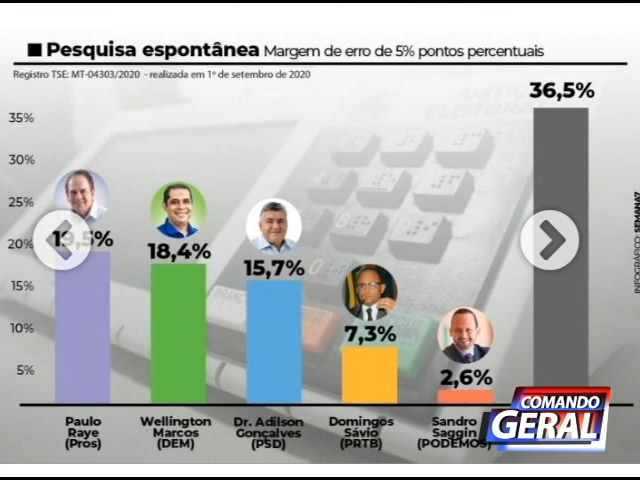 Pesquisa espontânea Margem de erro de 5% pontos percentuais
Registro TSE: MT-04303/2020 - realizada em 1º de setembro de 2020
36,5%
35%
30%
25%
20%
15%
10%
5%
19,5%
18,4%
15,7%
7,3%
2,6%
Paulo
Raye
(Pros)
Wellington
Marcos
(DEM)
Dr. Adilson
Gonçalves
(PSD)
Domingos
Sávio
(PRTB)
Sandro
Saggin
(PODEMOS)
INFOGRÁFICO: SEMNAT
COMANDO
GERAL